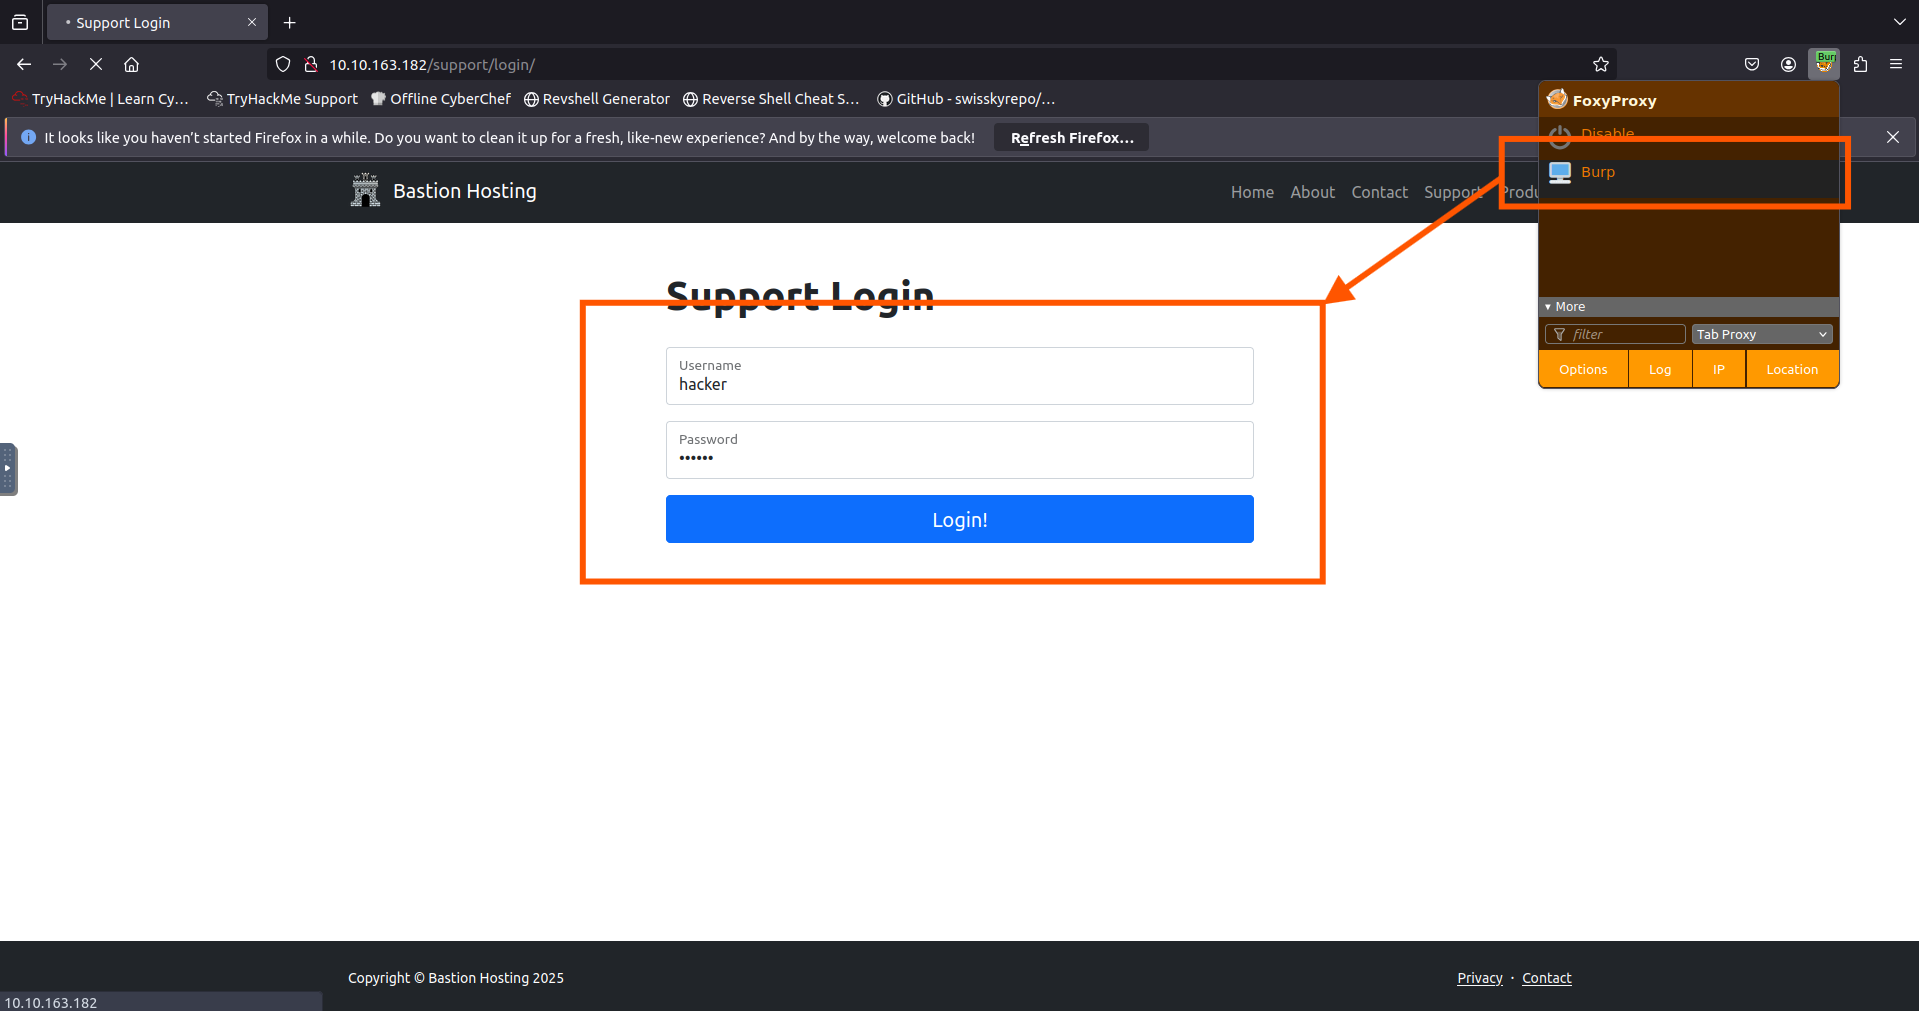 Support Login
10.10.163.182/support/login/
Burp
TryHackMe | Learn Cy... TryHackMe Support Offline CyberChef Revshell Generator Reverse Shell Cheat S... GitHub - swisskyrepo/...
It looks like you haven't started Firefox in a while. Do you want to clean it up for a fresh, like-new experience? And by the way, welcome back! Refresh Firefox...
FoxyProxy
Disable
Burp
More
filter Tab Proxy
Options Log IP Location
Bastion Hosting Home About Contact Support Produ
Support Login
Username
hacker
Password
••••••
Login!
Copyright © Bastion Hosting 2025 Privacy · Contact
10.10.163.182